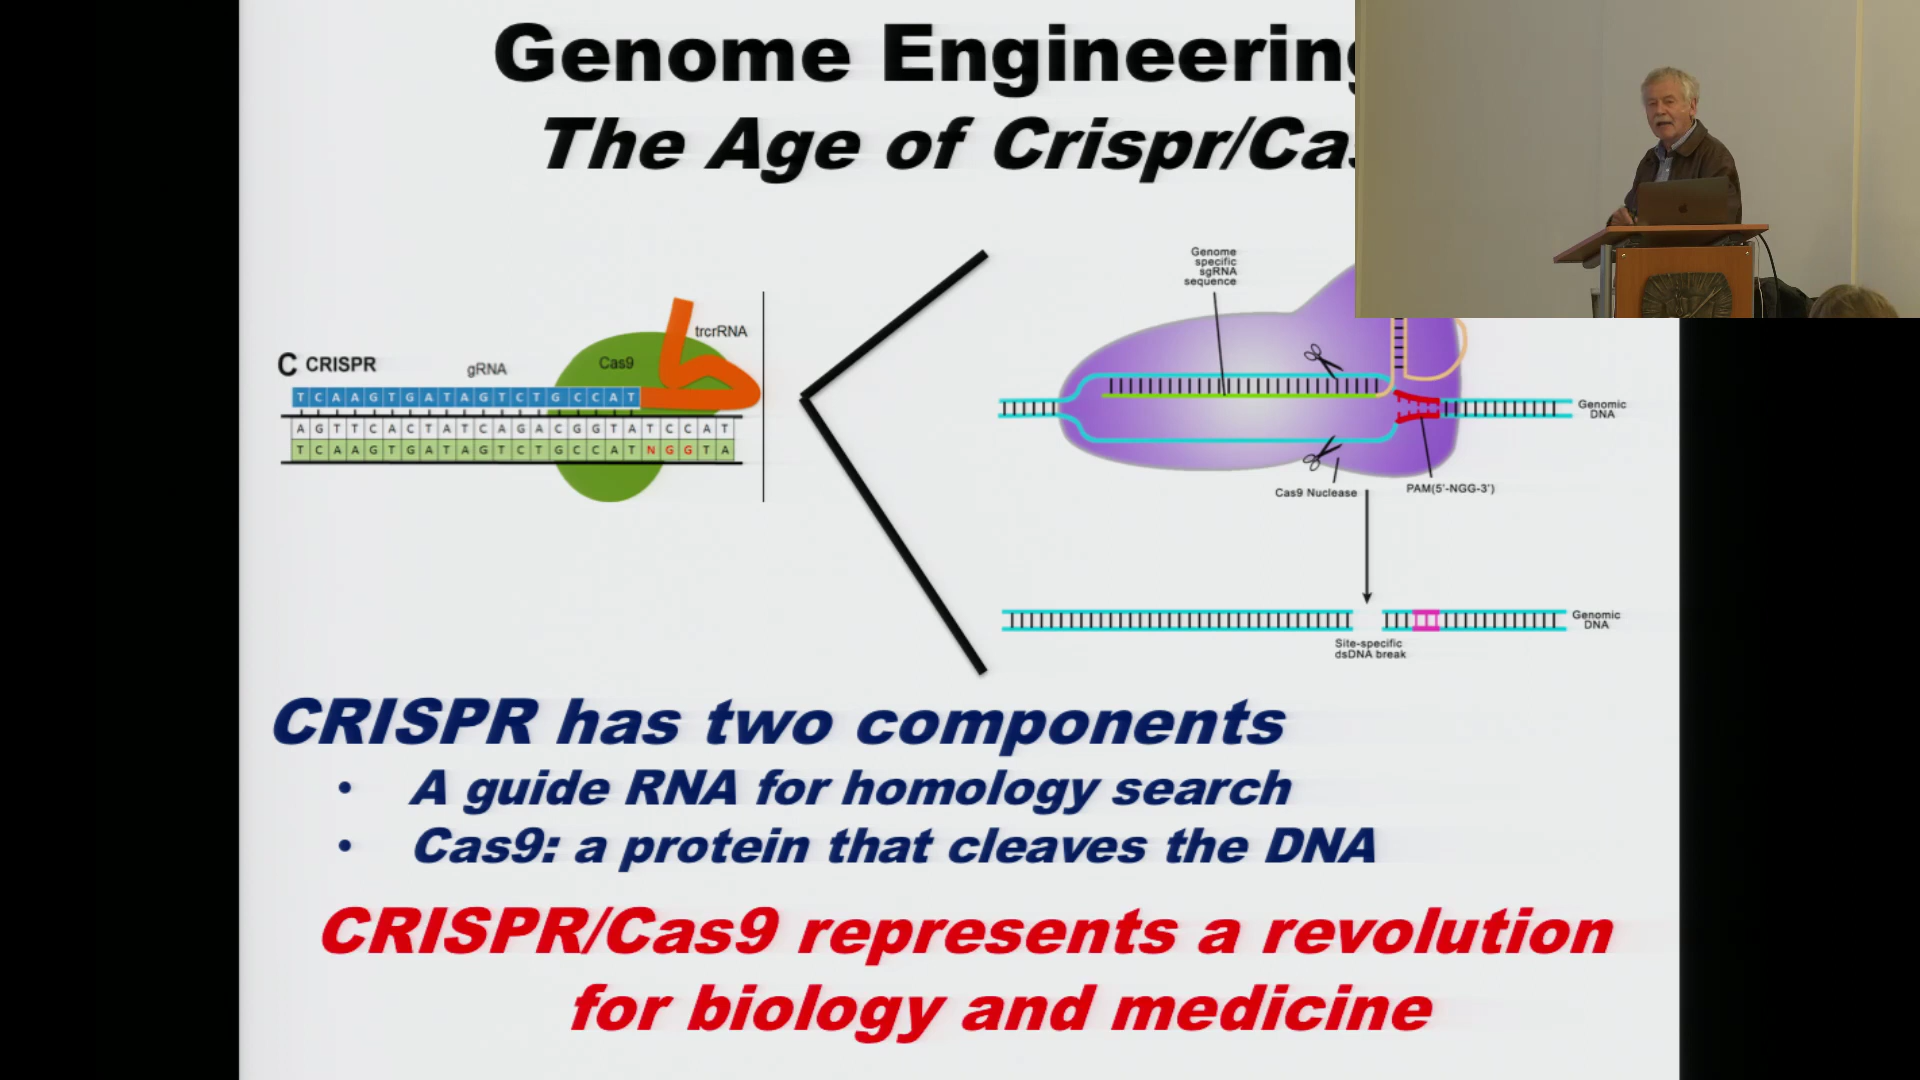 Genome Engineering
The Age of Crispr/Cas
Genome
specific
sgRNA
sequence
trcrRNA
C CRISPR
gRNA
Cas9
T C A A G T G A T A G T C T G C C A T
A G T T C A C T A T C A G A C G G T A T C C A T
T C A A G T G A T A G T C T G C C A T N G G T A
Genomic
DNA
Cas9 Nuclease
PAM(5'-NGG-3')
Genomic
DNA
Site-specific
dsDNA break
CRISPR has two components
• A guide RNA for homology search
• Cas9: a protein that cleaves the DNA
CRISPR/Cas9 represents a revolution
for biology and medicine